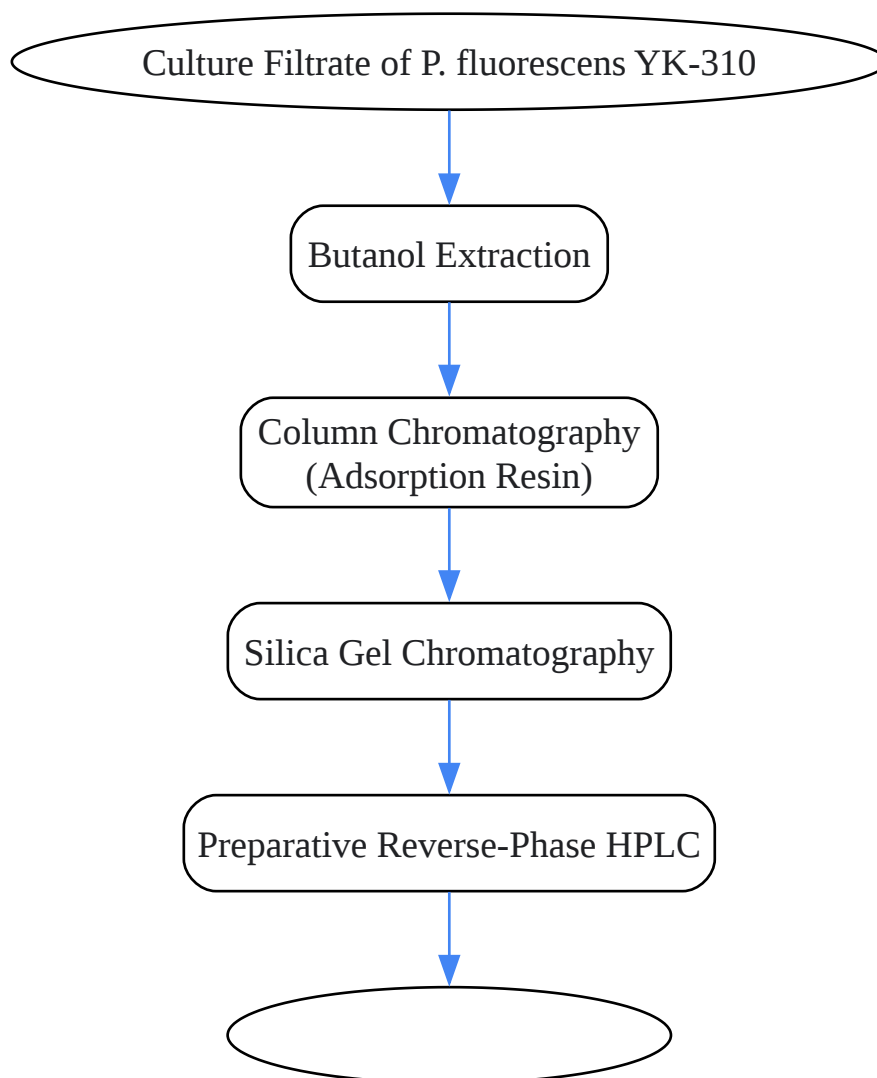 Culture Filtrate of P. fluorescens YK-310
Butanol Extraction
Column Chromatography
(Adsorption Resin)
Silica Gel Chromatography
Preparative Reverse-Phase HPLC